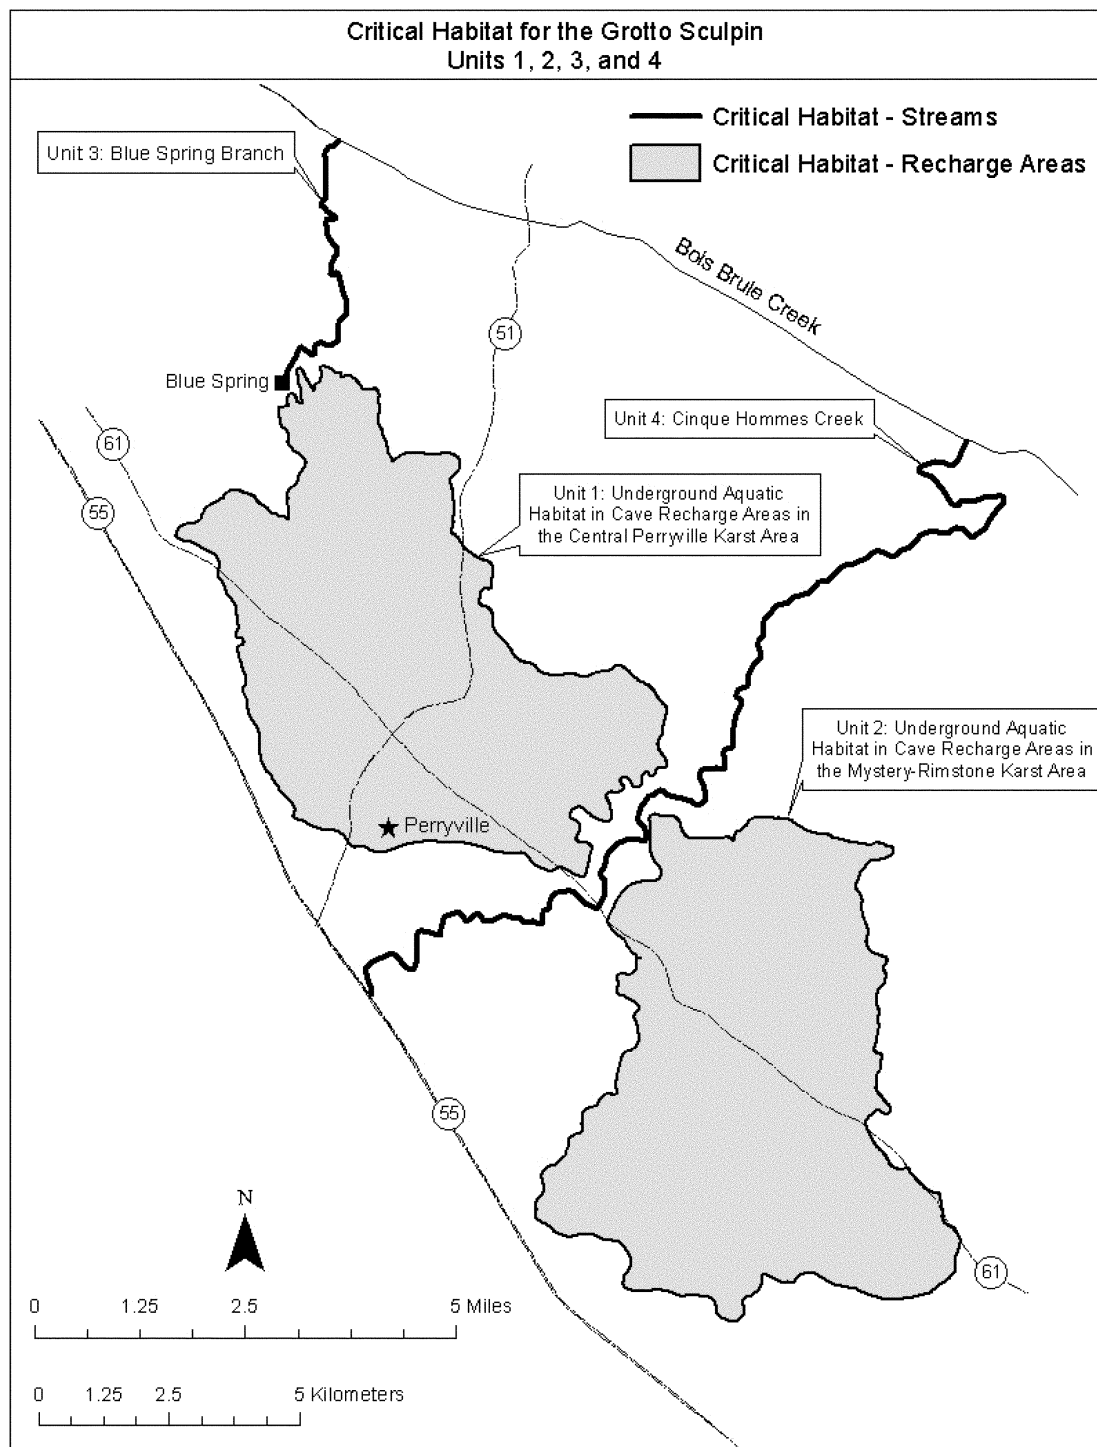 Critical Habitat for the Grotto Sculpin
Units 1, 2, 3, and 4
Critical Habitat - Streams
Critical Habitat - Recharge Areas
Unit 3: Blue Spring Branch
Bois Brule Creek
51
Blue Spring
Unit 4: Cinque Hommes Creek
61
55
Unit 1: Underground Aquatic
Habitat in Cave Recharge Areas in
the Central Perryville Karst Area
Unit 2: Underground Aquatic
Habitat in Cave Recharge Areas in
the Mystery-Rimstone Karst Area
Perryville
55
N
61
0 1.25 2.5 5 Miles
0 1.25 2.5 5 Kilometers